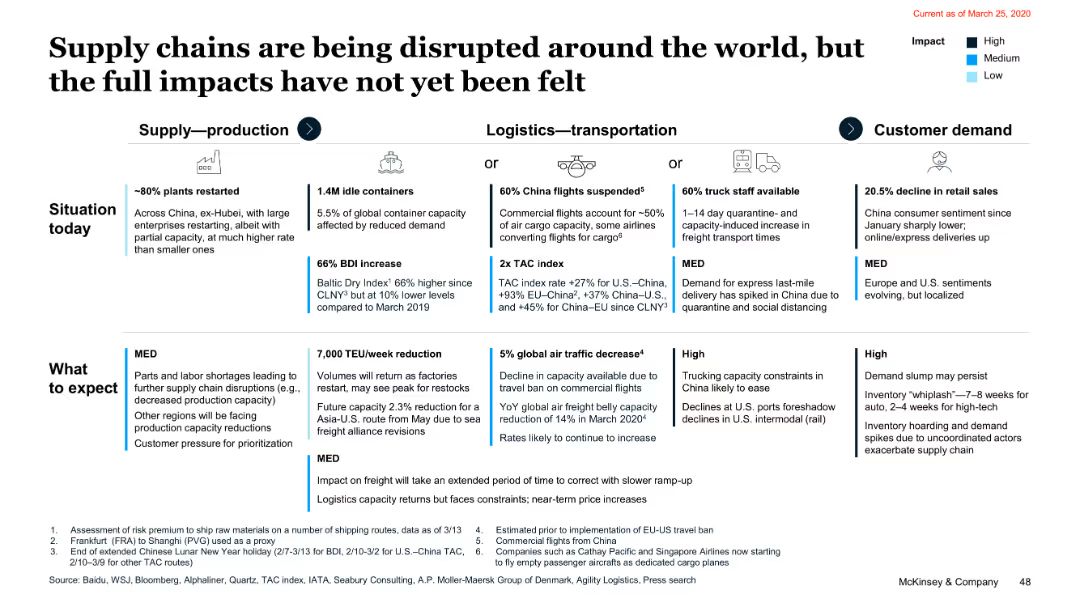 Current as of March 25, 2020
Supply chains are being disrupted around the world, but
the full impacts have not yet been felt
Impact
High
Medium
Low
Supply—production
Logistics—transportation
Customer demand
or
or
Situation
today
~80% plants restarted
Across China, ex-Hubei, with large
enterprises restarting, albeit with
partial capacity, at much higher rate
than smaller ones
1.4M idle containers
5.5% of global container capacity
affected by reduced demand
66% BDI increase
Baltic Dry Index1 66% higher since
CLNY3 but at 10% lower levels
compared to March 2019
60% China flights suspended5
Commercial flights account for ~50%
of air cargo capacity, some airlines
converting flights for cargo6
2x TAC index
TAC index rate +27% for U.S.–China,
+93% EU–China2, +37% China–U.S.,
and +45% for China–EU since CLNY3
60% truck staff available
1–14 day quarantine- and
capacity-induced increase in
freight transport times
MED
Demand for express last-mile
delivery has spiked in China due to
quarantine and social distancing
20.5% decline in retail sales
China consumer sentiment since
January sharply lower;
online/express deliveries up
MED
Europe and U.S. sentiments
evolving, but localized
What
to expect
MED
Parts and labor shortages leading to
further supply chain disruptions (e.g.,
decreased production capacity)
Other regions will be facing
production capacity reductions
Customer pressure for prioritization
7,000 TEU/week reduction
Volumes will return as factories
restart, may see peak for restocks
Future capacity 2.3% reduction for a
Asia-U.S. route from May due to sea
freight alliance revisions
5% global air traffic decrease4
Decline in capacity available due to
travel ban on commercial flights
YoY global air freight belly capacity
reduction of 14% in March 20204
Rates likely to continue to increase
High
Trucking capacity constraints in
China likely to ease
Declines at U.S. ports foreshadow
declines in U.S. intermodal (rail)
High
Demand slump may persist
Inventory “whiplash”—7–8 weeks for
auto, 2–4 weeks for high-tech
Inventory hoarding and demand
spikes due to uncoordinated actors
exacerbate supply chain
MED
Impact on freight will take an extended period of time to correct with slower ramp-up
Logistics capacity returns but faces constraints; near-term price increases
1. Assessment of risk premium to ship raw materials on a number of shipping routes, data as of 3/13
2. Frankfurt (FRA) to Shanghi (PVG) used as a proxy
3. End of extended Chinese Lunar New Year holiday (2/7-3/13 for BDI, 2/10-3/2 for U.S.–China TAC,
2/10–3/9 for other TAC routes)
4. Estimated prior to implementation of EU-US travel ban
5. Commercial flights from China
6. Companies such as Cathay Pacific and Singapore Airlines now starting
to fly empty passenger aircrafts as dedicated cargo planes
Source: Baidu, WSJ, Bloomberg, Alphaliner, Quartz, TAC index, IATA, Seabury Consulting, A.P. Moller-Maersk Group of Denmark, Agility Logistics, Press search
McKinsey & Company 48